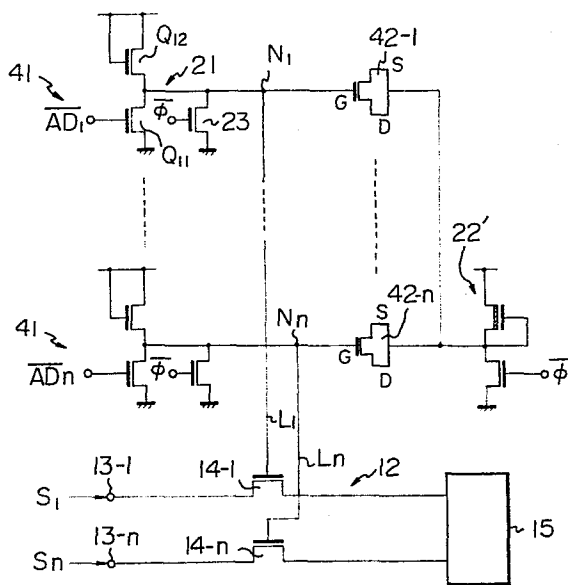 Q12
41
21
N1
42-1
S
AD1
φ
G
23
D
Q11
22'
42-n
Nn
S
41
ADn
φ
G
D
φ
L1
Ln
12
13-1
14-1
S1
13-n
14-n
Sn
15